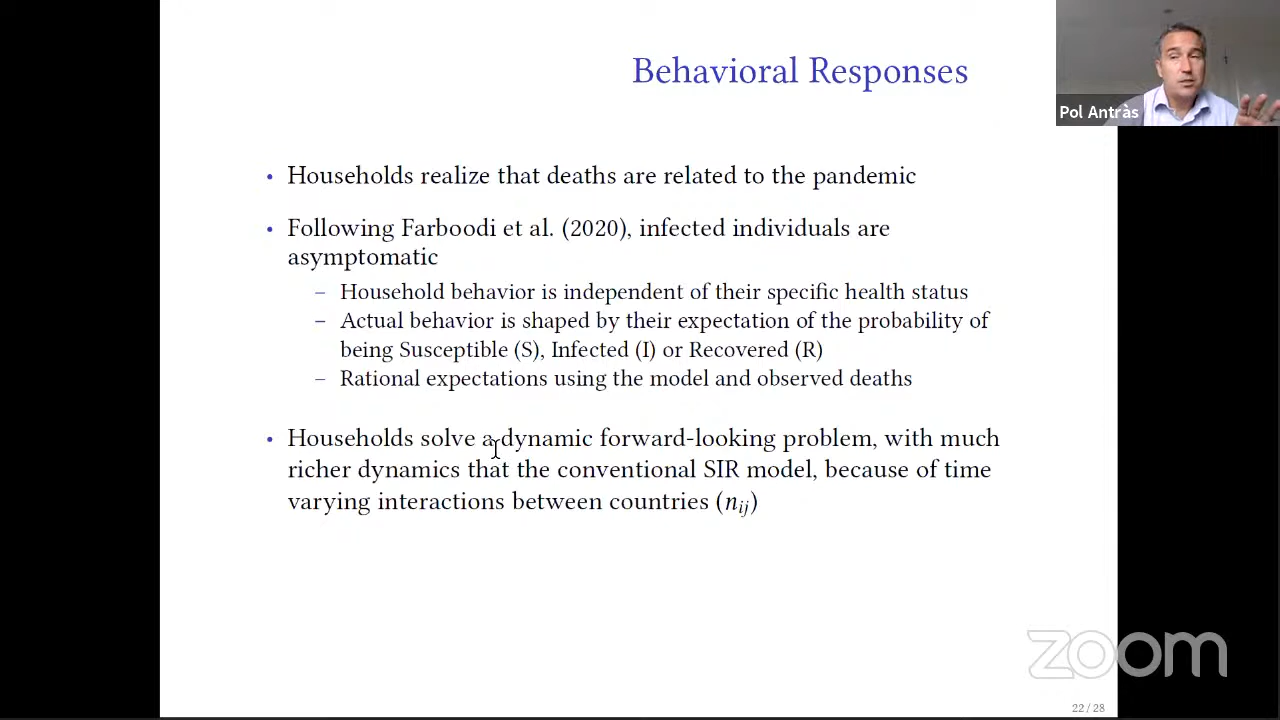 Behavioral Responses
Pol Antràs
• Households realize that deaths are related to the pandemic
• Following Farboodi et al. (2020), infected individuals are
asymptomatic
– Household behavior is independent of their specific health status
– Actual behavior is shaped by their expectation of the probability of
being Susceptible (S), Infected (I) or Recovered (R)
– Rational expectations using the model and observed deaths
• Households solve a dynamic forward-looking problem, with much
richer dynamics that the conventional SIR model, because of time
varying interactions between countries (nij)
zoom
22 / 28